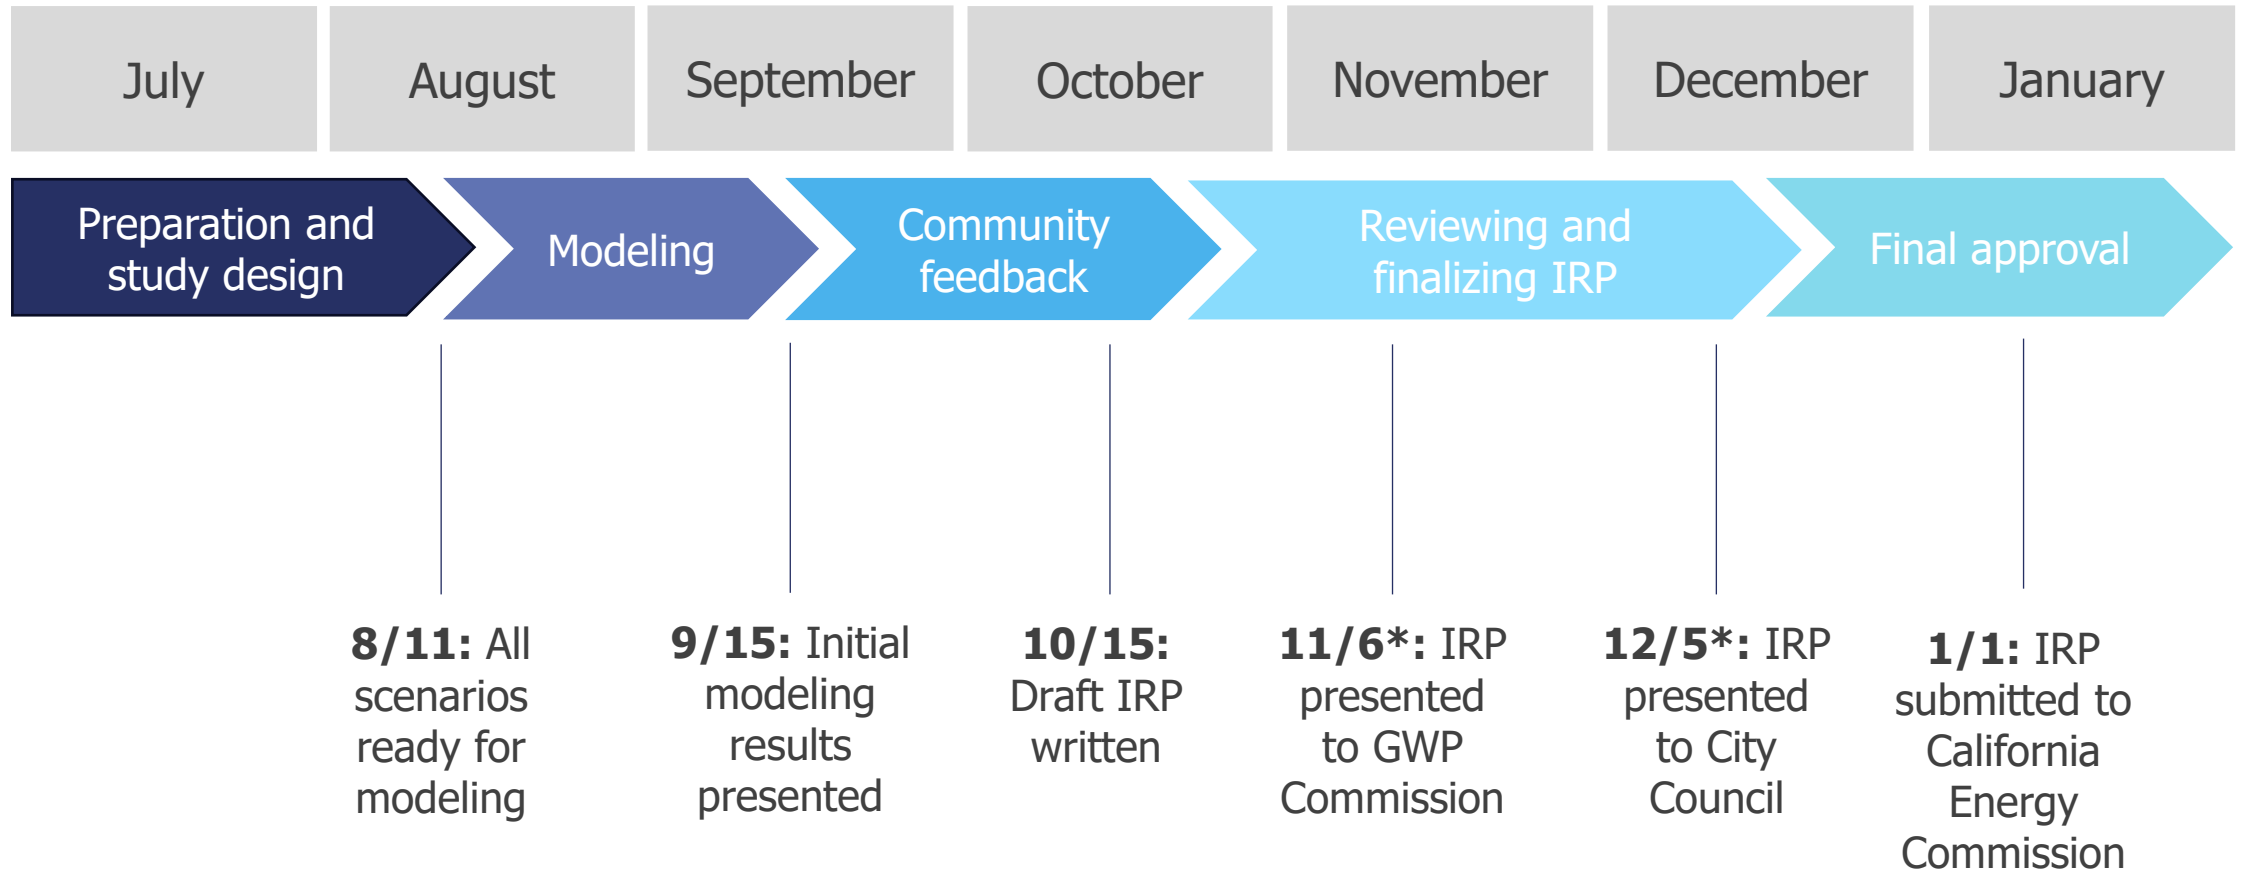 July
August
September
October
November
December
January
Preparation and
study design
Modeling
Community
feedback
Reviewing and
finalizing IRP
Final approval
8/11: All
scenarios
ready for
modeling
9/15: Initial
modeling
results
presented
10/15:
Draft IRP
written
11/6*: IRP
presented
to GWP
Commission
12/5*: IRP
presented
to City
Council
1/1: IRP
submitted to
California
Energy
Commission